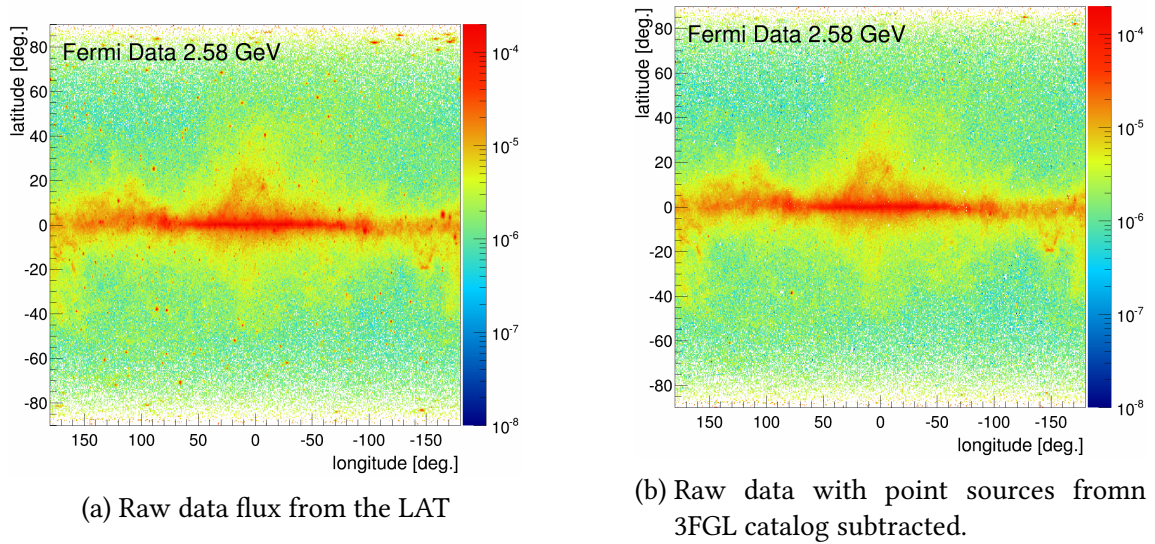 Fermi Data 2.58 GeV
latitude [deg.]
80
60
40
20
0
-20
-40
-60
-80
150 100 50 0 -50 -100 -150
longitude [deg.]
10⁻⁴
10⁻⁵
10⁻⁶
10⁻⁷
10⁻⁸
(a) Raw data flux from the LAT
Fermi Data 2.58 GeV
latitude [deg.]
80
60
40
20
0
-20
-40
-60
-80
150 100 50 0 -50 -100 -150
longitude [deg.]
10⁻⁴
10⁻⁵
10⁻⁶
10⁻⁷
10⁻⁸
(b) Raw data with point sources fromn
3FGL catalog subtracted.